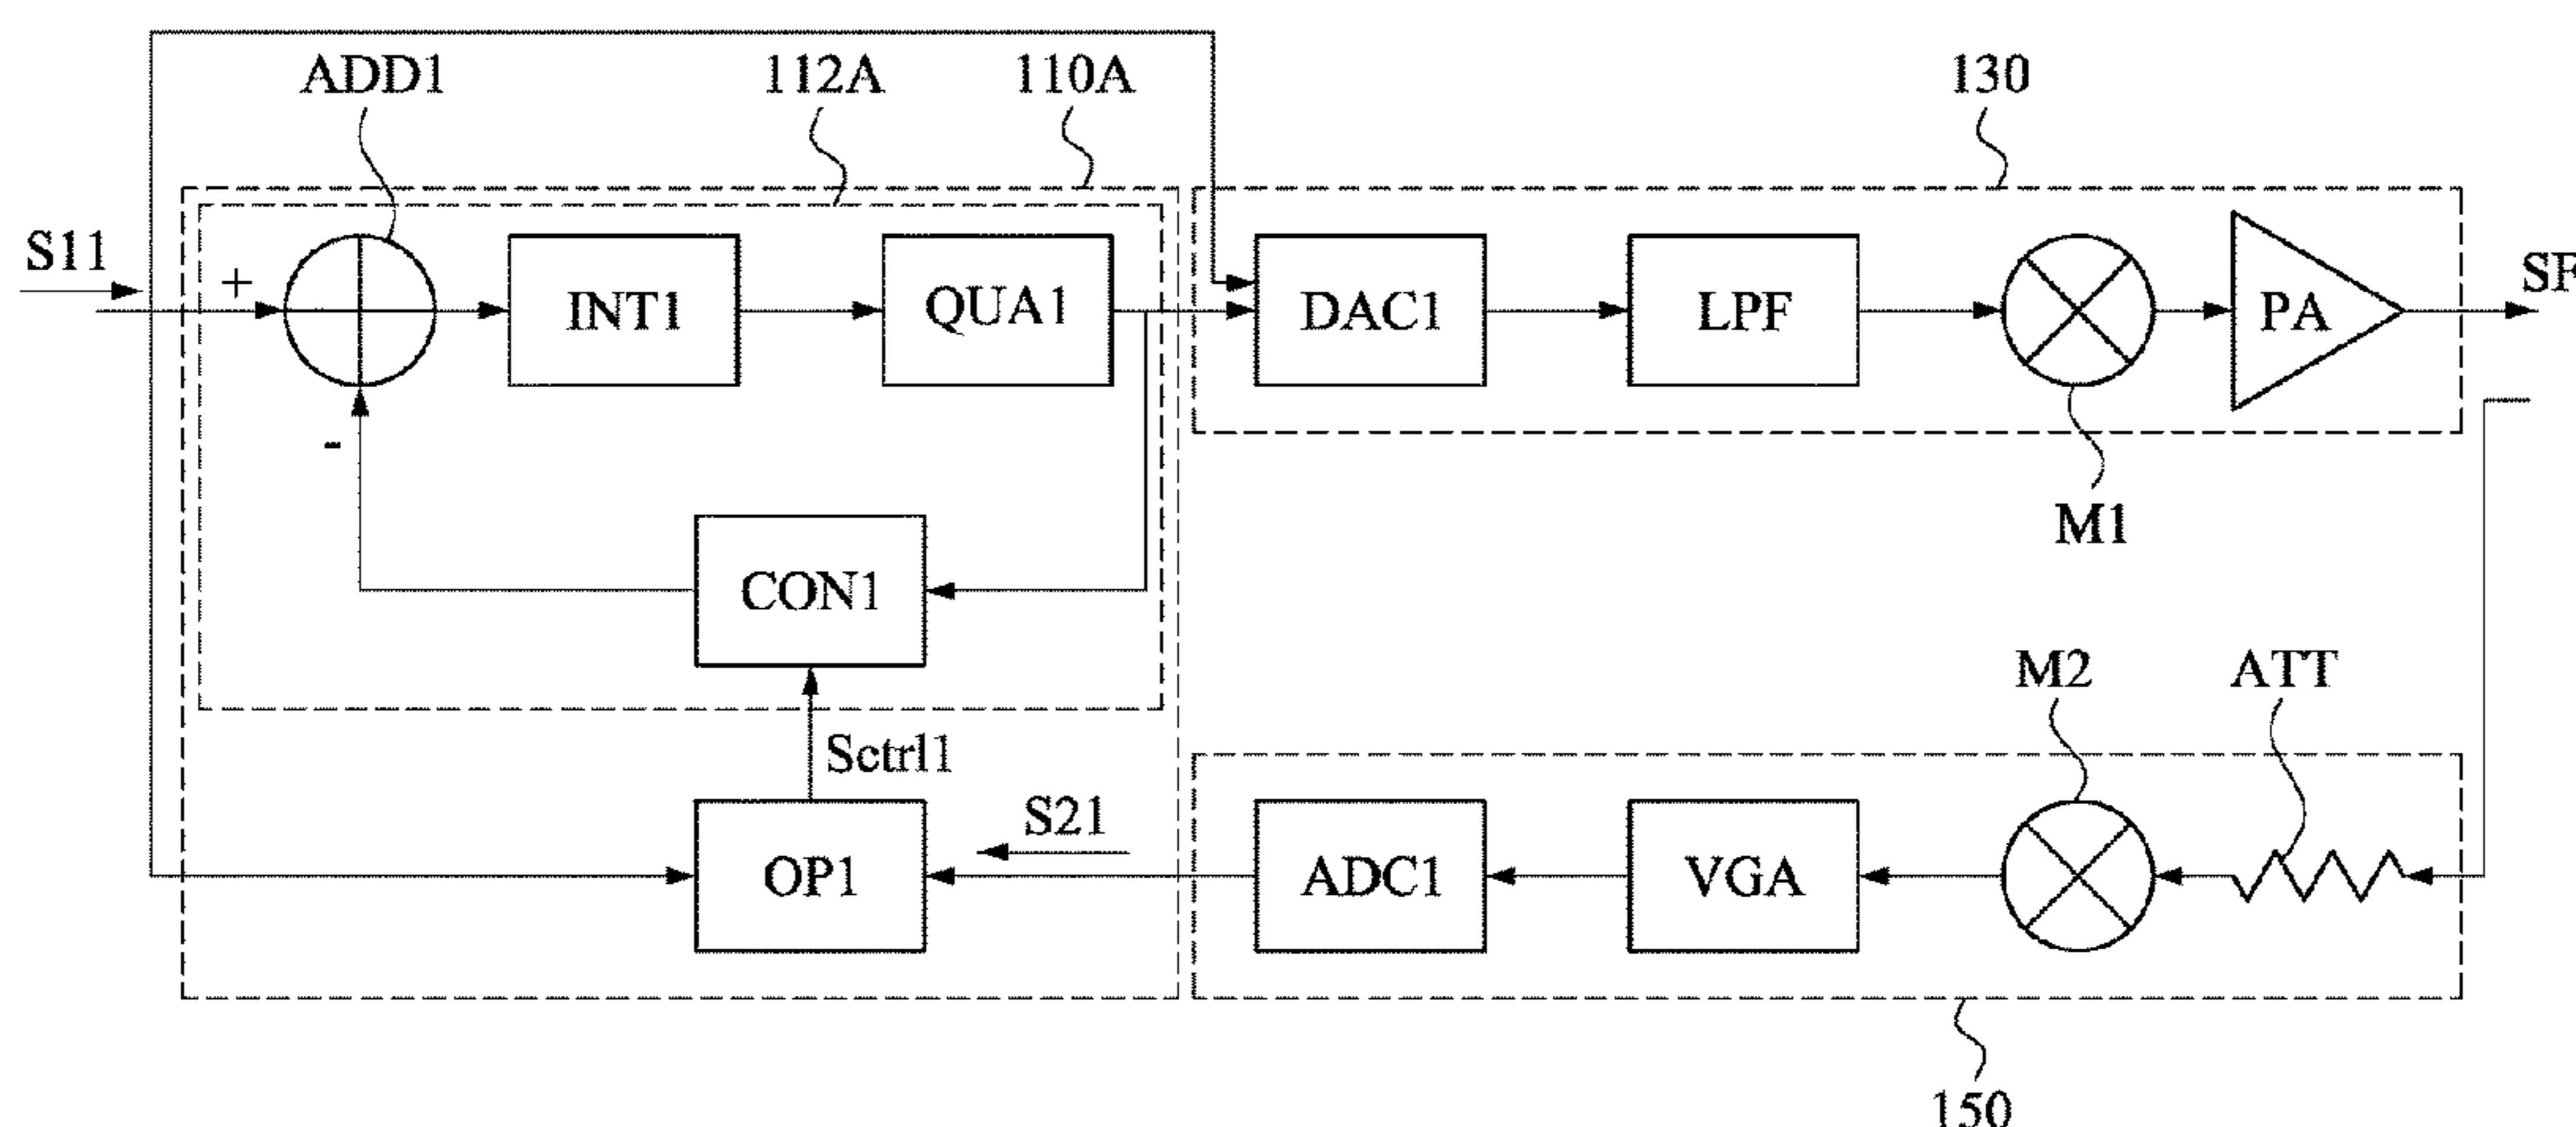 ADD1
112A
110A
130
S11
+
INT1
QUA1
DAC1
LPF
PA
SF
-
M1
CON1
M2
ATT
Sctrl1
S21
OP1
ADC1
VGA
150